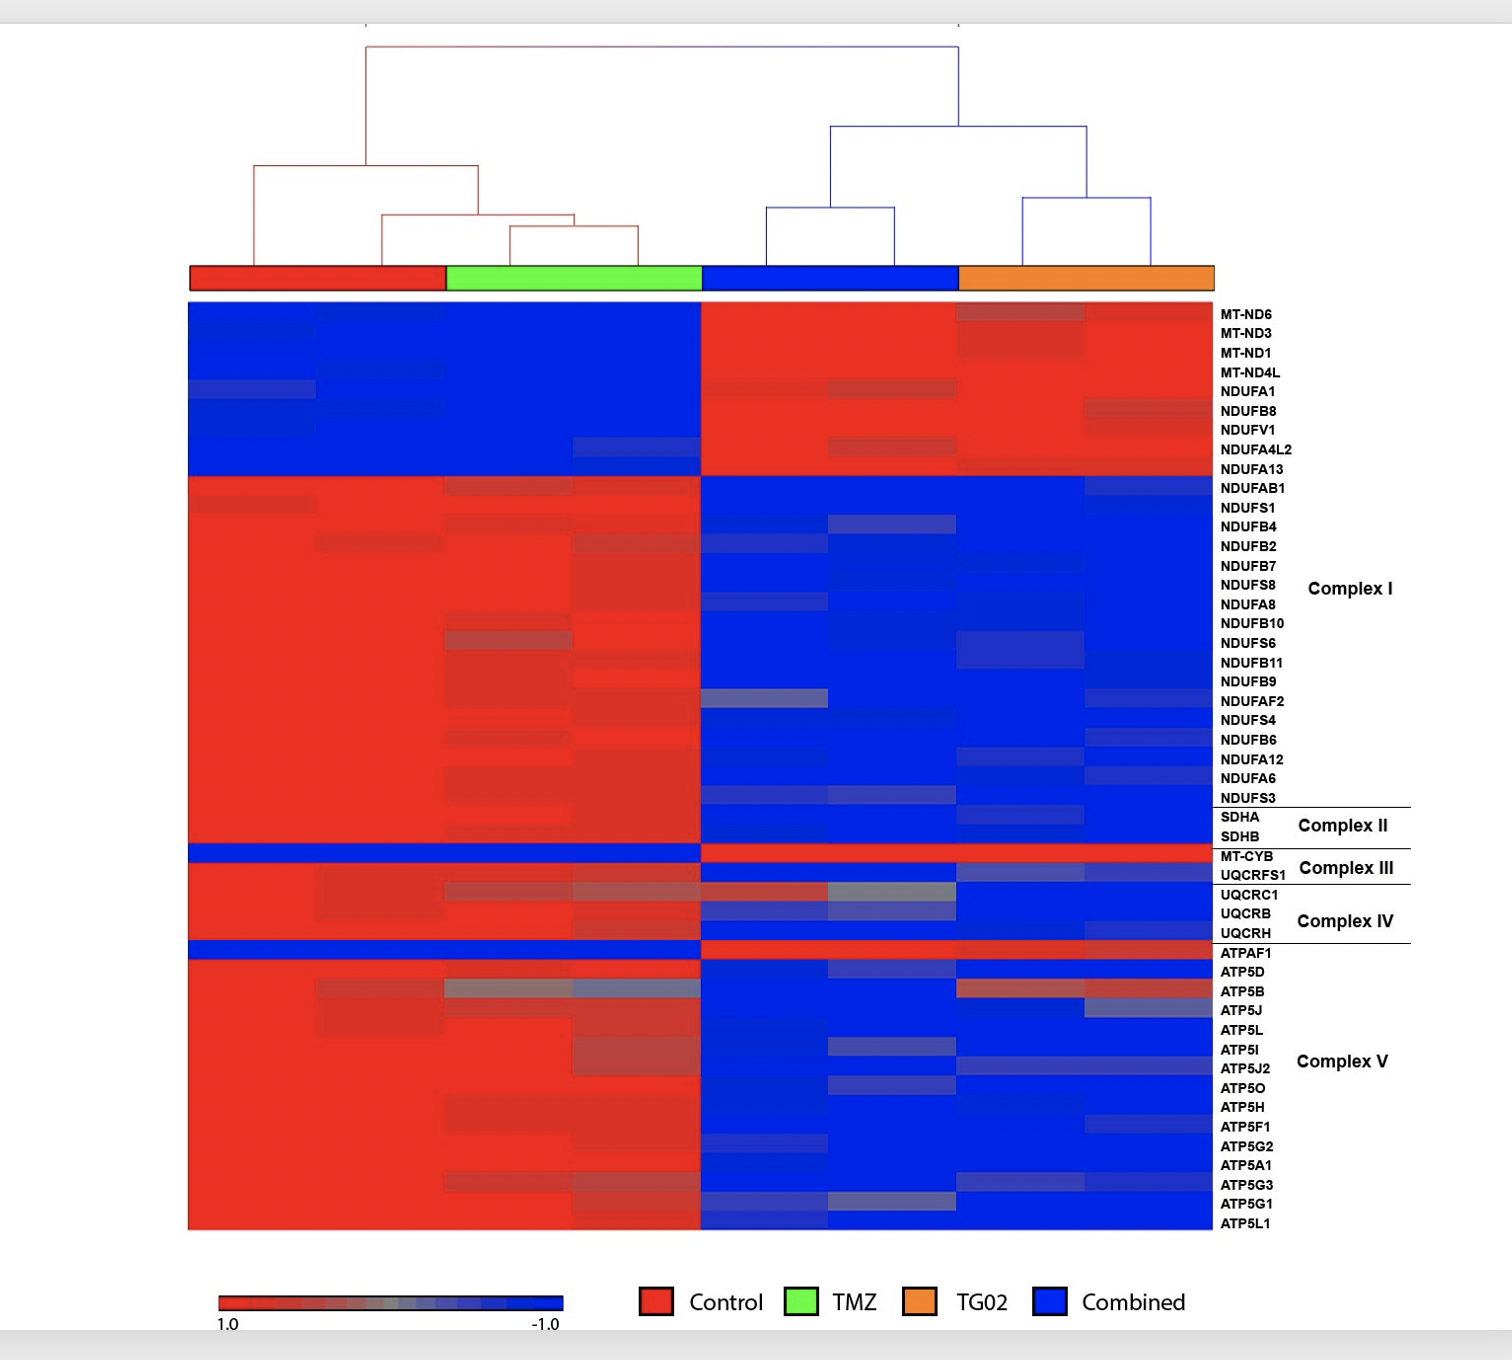 MT-ND6
MT-ND3
MT-ND1
MT-ND4L
NDUFA1
NDUFB8
NDUFV1
NDUFA4L2
NDUFA13
NDUFAB1
NDUFS1
NDUFB4
NDUFB2
NDUFB7
NDUFS8
Complex I
NDUFA8
NDUFB10
NDUFS6
NDUFB11
NDUFB9
NDUFAF2
NDUFS4
NDUFB6
NDUFA12
NDUFA6
NDUFS3
SDHA
Complex II
SDHB
MT-CYB
Complex III
UQCRFS1
UQCRC1
UQCRB
Complex IV
UQCRH
ATPAF1
ATP5D
ATP5B
ATP5J
ATP5L
ATP5I
Complex V
ATP5J2
ATP5O
ATP5H
ATP5F1
ATP5G2
ATP5A1
ATP5G3
ATP5G1
ATP5L1
Control TMZ TG02 Combined
1.0 -1.0